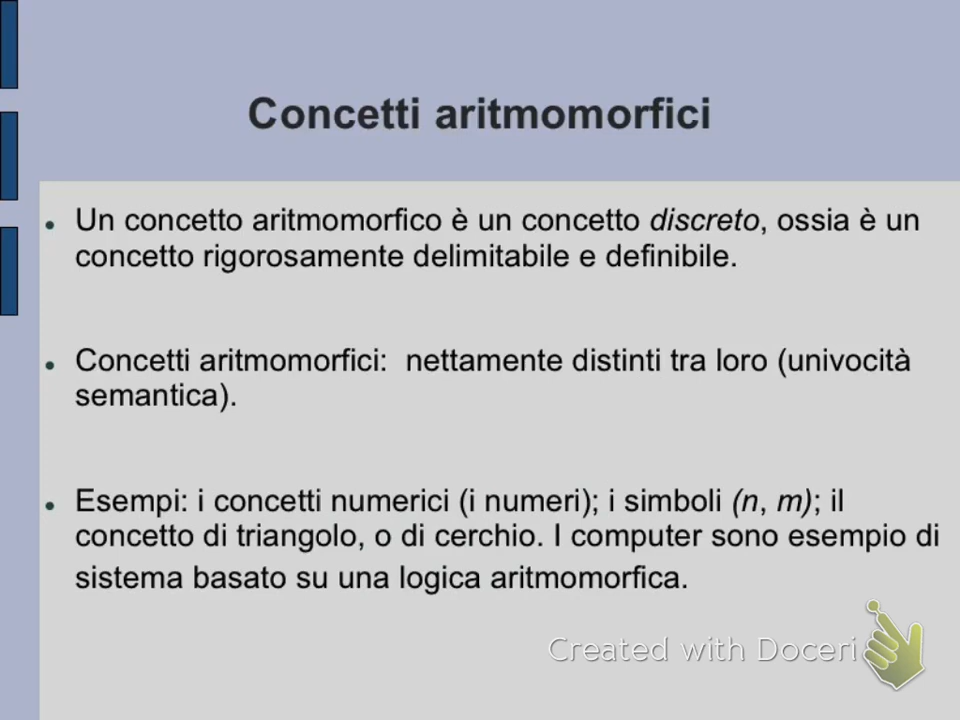 Concetti aritmomorfici
Un concetto aritmomorfico è un concetto discreto, ossia è un
concetto rigorosamente delimitabile e definibile.
Concetti aritmomorfici: nettamente distinti tra loro (univocità
semantica).
Esempi: i concetti numerici (i numeri); i simboli (n, m); il
concetto di triangolo, o di cerchio. I computer sono esempio di
sistema basato su una logica aritmomorfica.
Created with Doceri